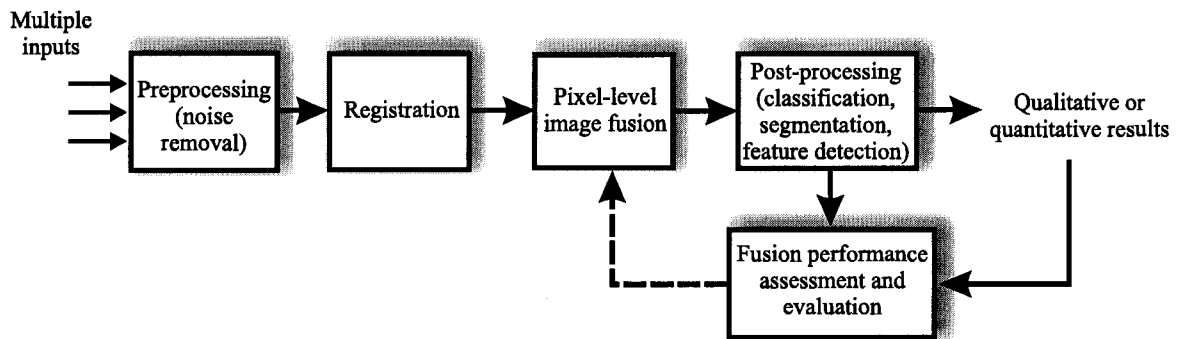 Multiple
inputs
Preprocessing
(noise
removal)
Registration
Pixel-level
image fusion
Post-processing
(classification,
segmentation,
feature detection)
Qualitative or
quantitative results
Fusion performance
assessment and
evaluation